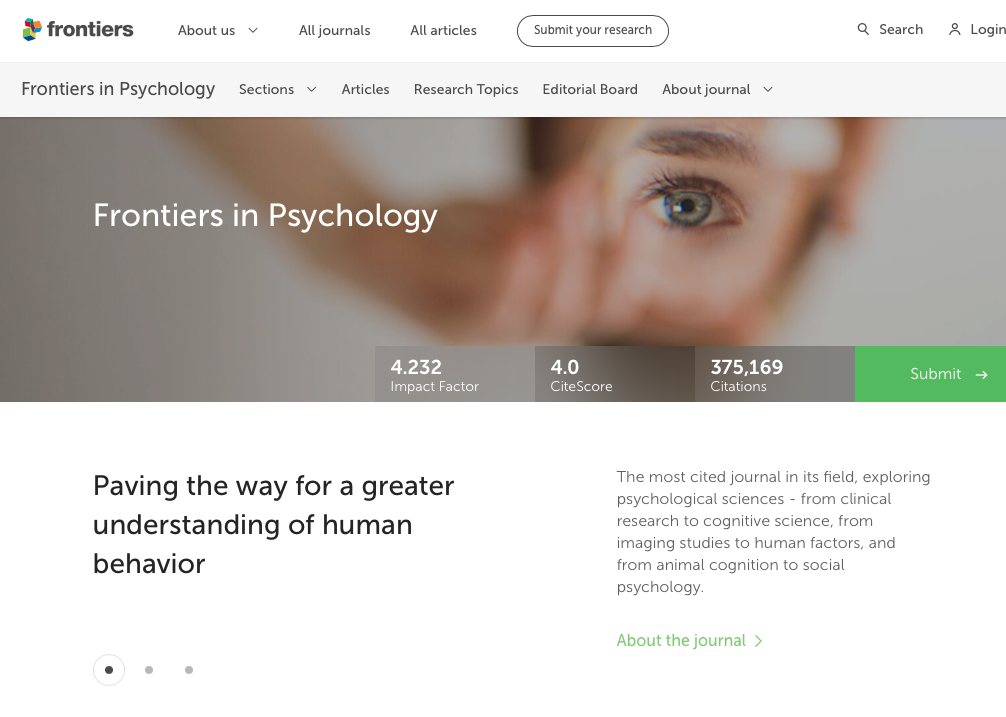 frontiers
About us
All journals
All articles
Submit your research
Search
Login
Frontiers in Psychology
Sections
Articles
Research Topics
Editorial Board
About journal
Frontiers in Psychology
4.232
Impact Factor
4.0
CiteScore
375,169
Citations
Submit →
Paving the way for a greater
understanding of human
behavior
The most cited journal in its field, exploring
psychological sciences - from clinical
research to cognitive science, from
imaging studies to human factors, and
from animal cognition to social
psychology.
About the journal